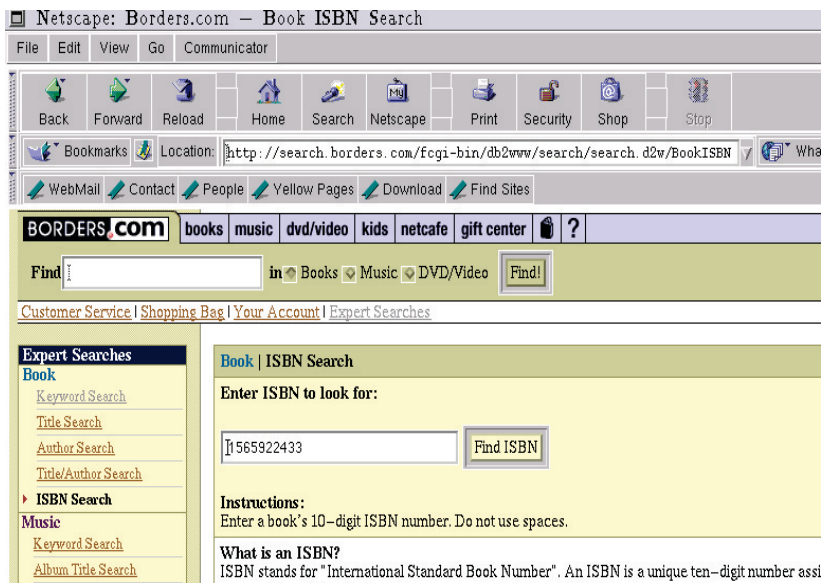 Netscape: Borders.com — Book ISBN Search
File Edit View Go Communicator
My
Back Forward Reload Home Search Netscape Print Security Shop Stop
Bookmarks Location: http://search.borders.com/fcgi-bin/db2www/search/search.d2w/BookISBN Wha
WebMail Contact People Yellow Pages Download Find Sites
BORDERS.com books music dvd/video kids netcafe gift center ?
Find in Books Music DVD/Video Find!
Customer Service | Shopping Bag | Your Account | Expert Searches
Expert Searches
Book
Keyword Search
Title Search
Author Search
Title/Author Search
ISBN Search
Music
Keyword Search
Album Title Search
Book | ISBN Search
Enter ISBN to look for:
1565922433 Find ISBN
Instructions:
Enter a book's 10–digit ISBN number. Do not use spaces.
What is an ISBN?
ISBN stands for "International Standard Book Number". An ISBN is a unique ten–digit number assi